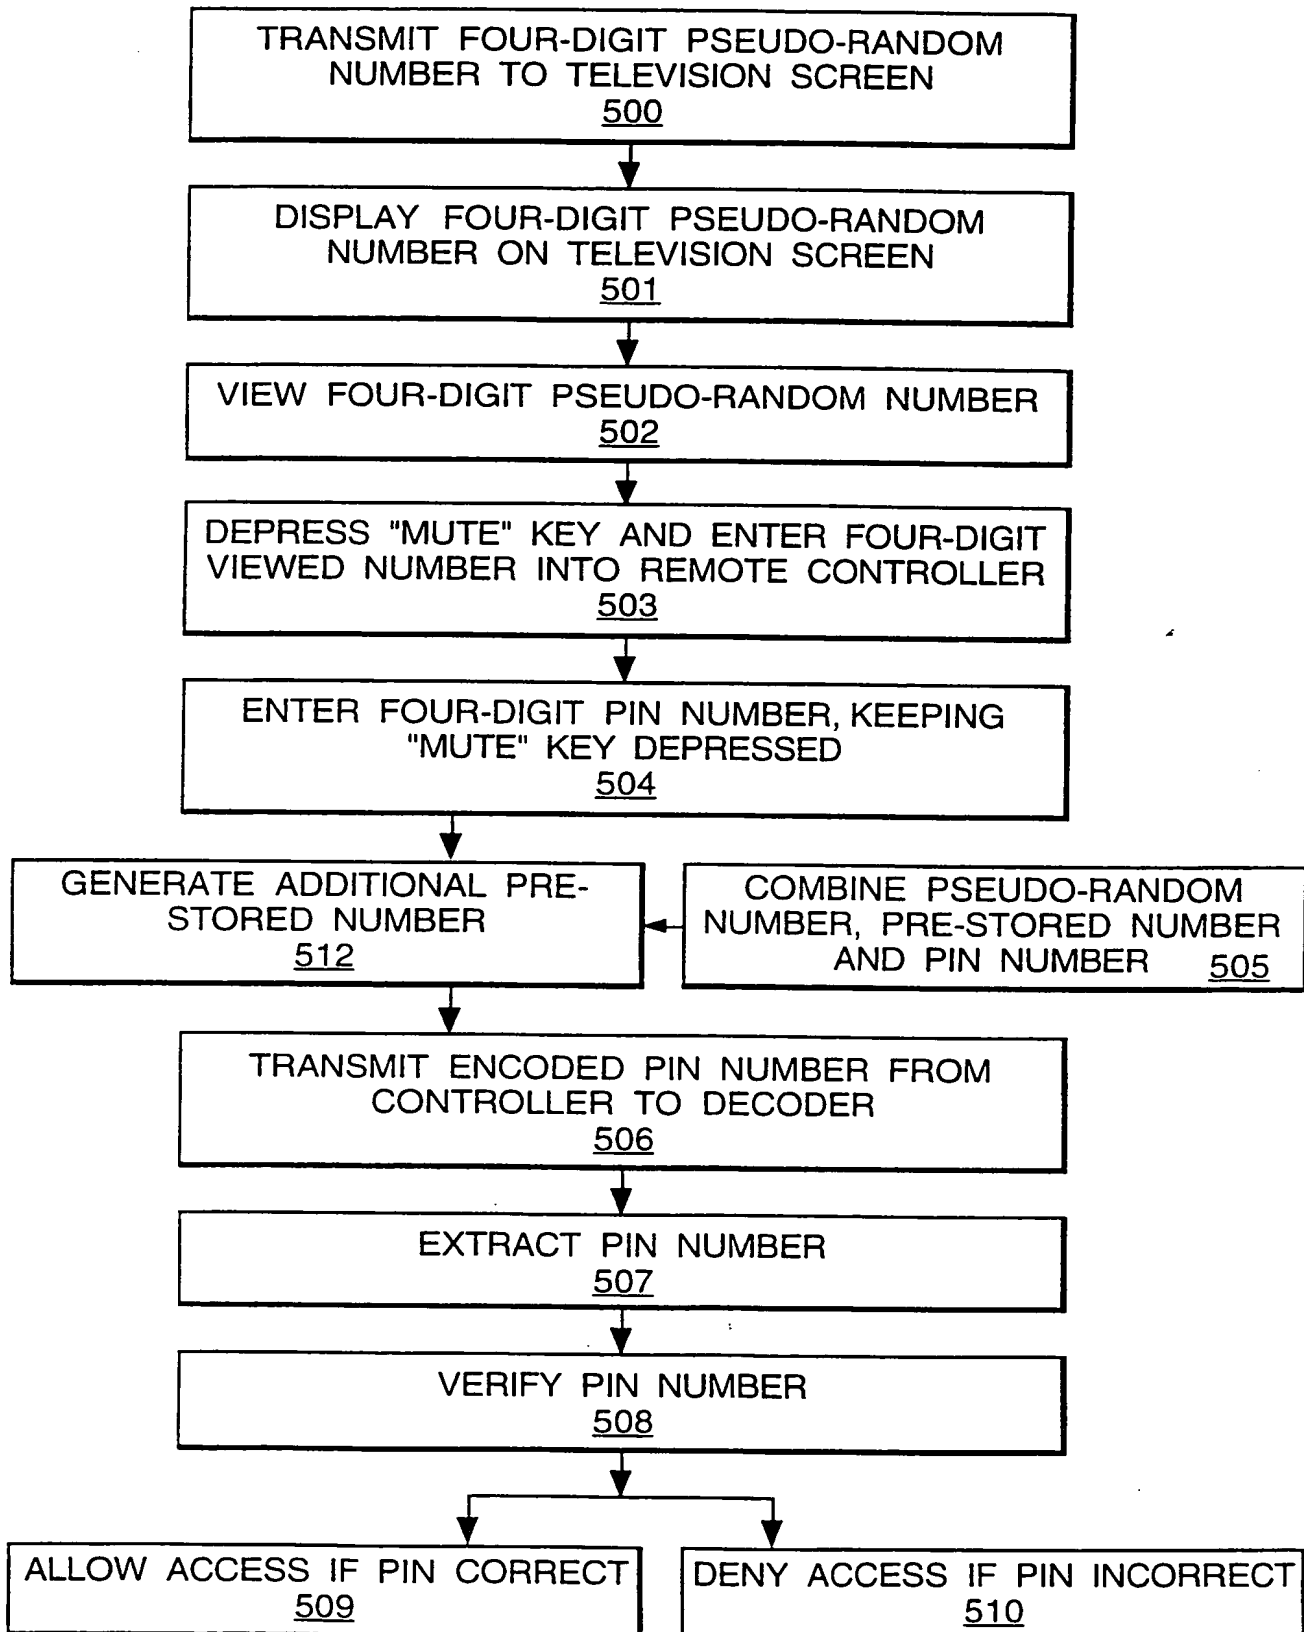 TRANSMIT FOUR-DIGIT PSEUDO-RANDOM
NUMBER TO TELEVISION SCREEN
500
DISPLAY FOUR-DIGIT PSEUDO-RANDOM
NUMBER ON TELEVISION SCREEN
501
VIEW FOUR-DIGIT PSEUDO-RANDOM NUMBER
502
DEPRESS "MUTE" KEY AND ENTER FOUR-DIGIT
VIEWED NUMBER INTO REMOTE CONTROLLER
503
ENTER FOUR-DIGIT PIN NUMBER, KEEPING
"MUTE" KEY DEPRESSED
504
GENERATE ADDITIONAL PRE-
STORED NUMBER
512
COMBINE PSEUDO-RANDOM
NUMBER, PRE-STORED NUMBER
AND PIN NUMBER 505
TRANSMIT ENCODED PIN NUMBER FROM
CONTROLLER TO DECODER
506
EXTRACT PIN NUMBER
507
VERIFY PIN NUMBER
508
ALLOW ACCESS IF PIN CORRECT
509
DENY ACCESS IF PIN INCORRECT
510